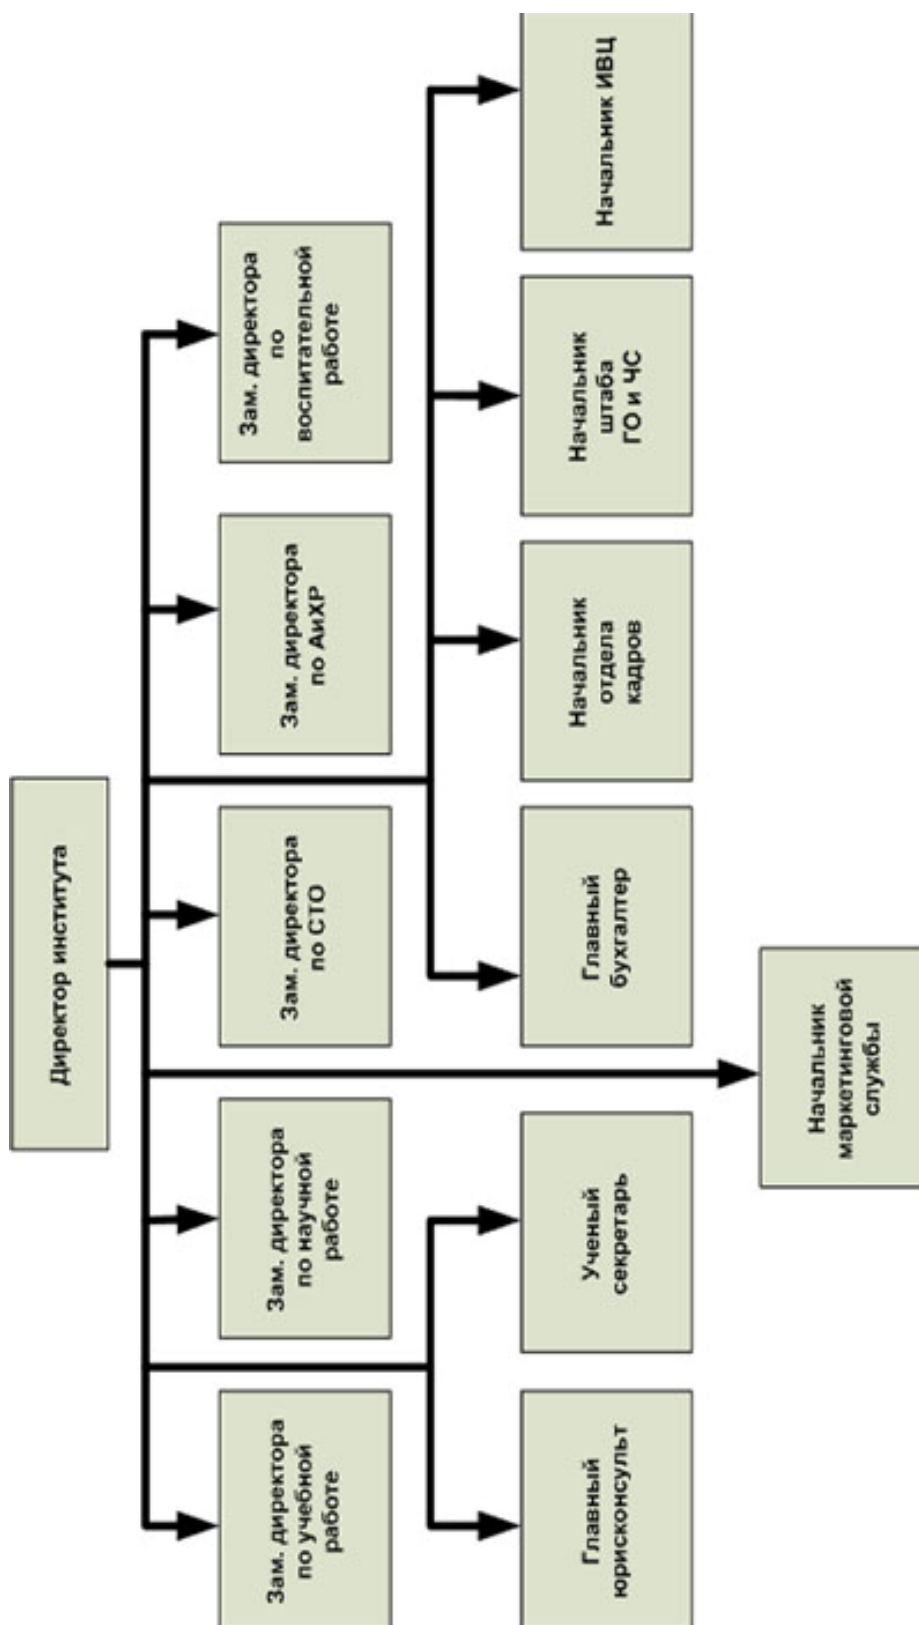 Директор института
Зам. директора
по учебной
работе
Зам. директора
по научной
работе
Зам. директора
по СТО
Зам. директора
по АиХР
Зам. директора
по
воспитательной
работе
Главный
юрисконсульт
Ученый
секретарь
Главный
бухгалтер
Начальник
отдела
кадров
Начальник
штаба
ГО и ЧС
Начальник ИВЦ
Начальник
маркетинговой
службы